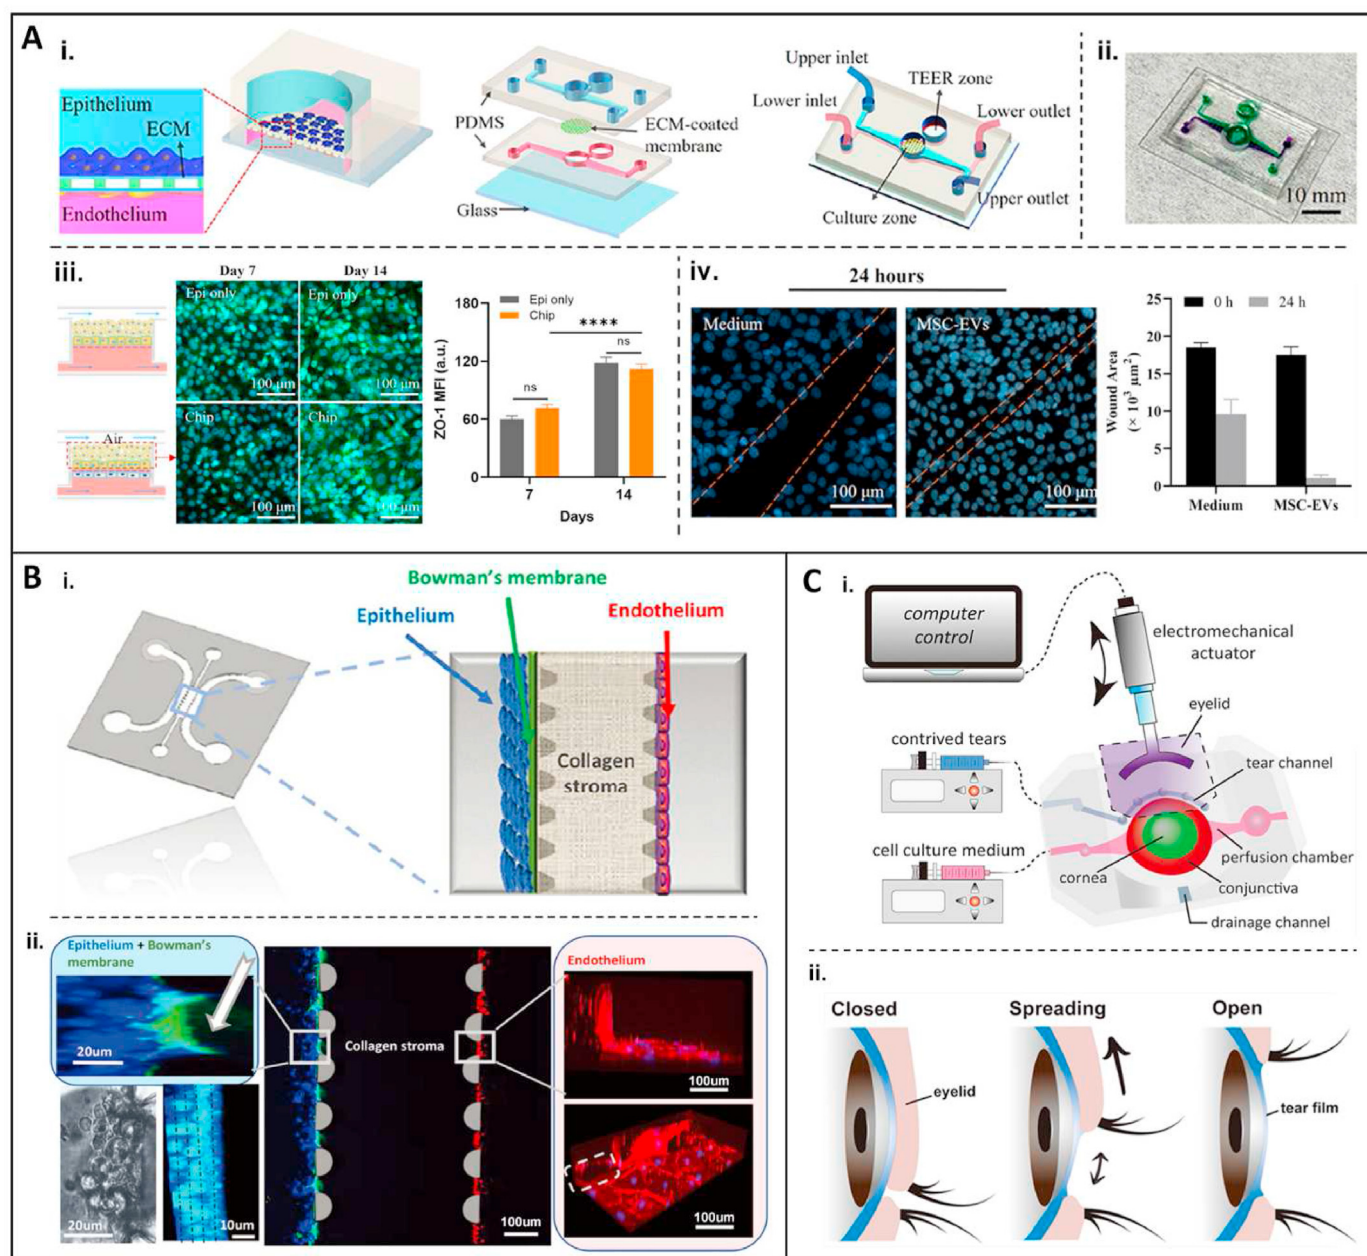 A
i.
Epithelium
ECM
Endothelium
PDMS
ECM-coated
membrane
Glass
Upper inlet
TEER zone
Lower inlet
Lower outlet
Upper outlet
Culture zone
ii.
10 mm
iii.
Day 7
Day 14
Epi only
Epi only
100 μm
100 μm
Chip
Chip
100 μm
100 μm
Air
ZO-1 MFI (a.u.)
180
120
60
0
Epi only
Chip
****
ns
ns
7
14
Days
iv.
24 hours
Medium
MSC-EVs
100 μm
100 μm
Wound Area
(× 10³ μm²)
25
20
15
10
5
0
0 h
24 h
Medium
MSC-EVs
B
i.
Bowman's membrane
Epithelium
Endothelium
Collagen
stroma
ii.
Epithelium + Bowman's
membrane
20um
20um
10um
Collagen stroma
100um
Endothelium
100um
100um
C
i.
computer
control
electromechanical
actuator
eyelid
contrived tears
tear channel
cell culture medium
cornea
perfusion chamber
conjunctiva
drainage channel
ii.
Closed
Spreading
Open
eyelid
tear film